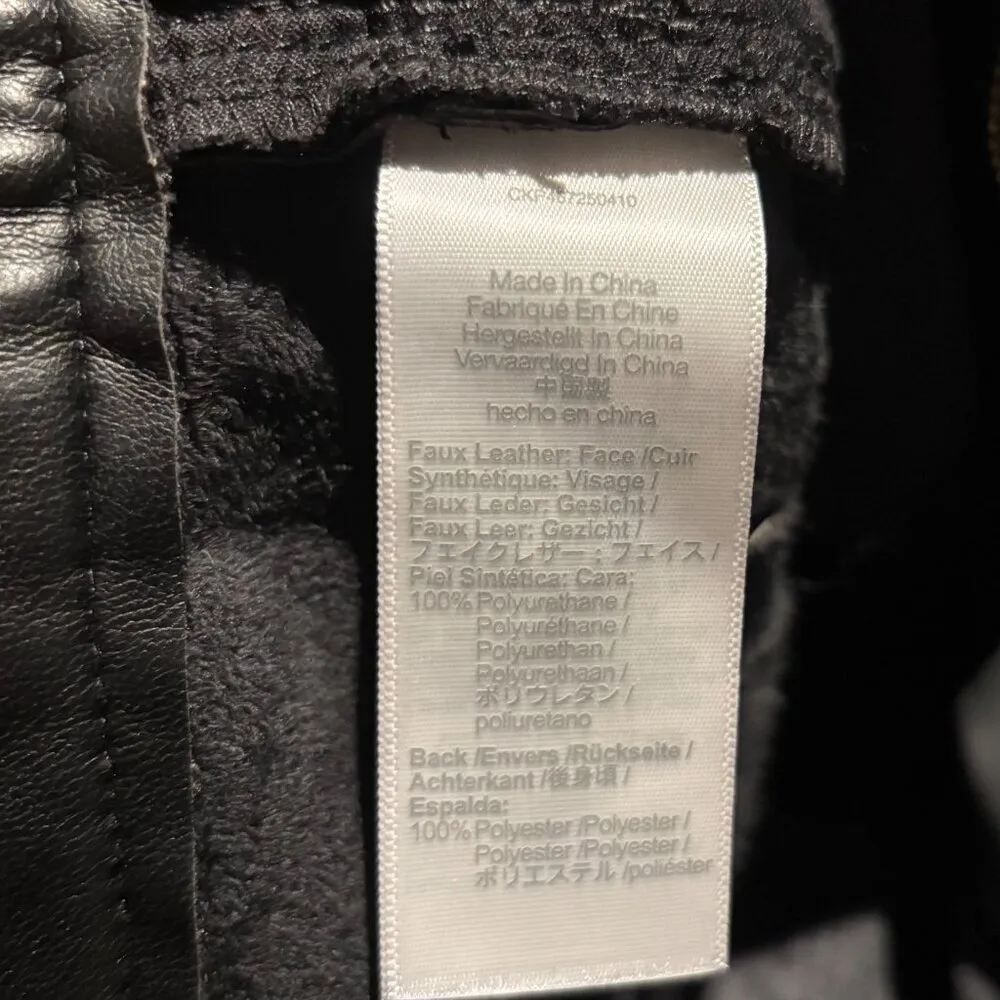 CKP467250410
Made In China
Fabriqué En Chine
Hergestellt In China
Vervaardigd In China
中国製
hecho en china
Faux Leather: Face /Cuir
Synthétique: Visage /
Faux Leder: Gesicht /
Faux Leer: Gezicht /
フェイクレザー：フェイス /
Piel Sintética: Cara;
100% Polyurethane /
Polyuréthane /
Polyurethan /
Polyurethaan /
ポリウレタン /
poliuretano
Back /Envers /Rückseite /
Achterkant /後身頃 /
Espalda:
100% Polyester /Polyester /
Polyester /Polyester /
ポリエステル /poliéster